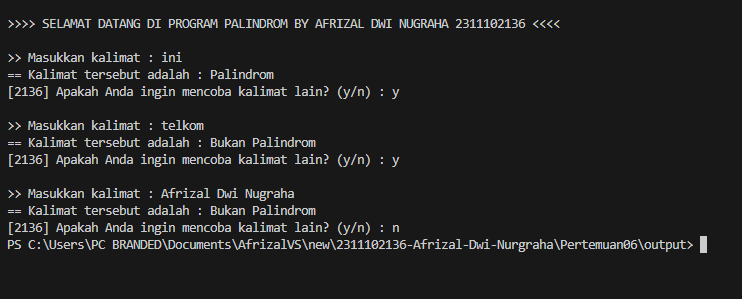 >>>> SELAMAT DATANG DI PROGRAM PALINDROM BY AFRIZAL DWI NUGRAHA 2311102136 <<<<
>> Masukkan kalimat : ini
== Kalimat tersebut adalah : Palindrom
[2136] Apakah Anda ingin mencoba kalimat lain? (y/n) : y
>> Masukkan kalimat : telkom
== Kalimat tersebut adalah : Bukan Palindrom
[2136] Apakah Anda ingin mencoba kalimat lain? (y/n) : y
>> Masukkan kalimat : Afrizal Dwi Nugraha
== Kalimat tersebut adalah : Bukan Palindrom
[2136] Apakah Anda ingin mencoba kalimat lain? (y/n) : n
PS C:\Users\PC BRANDED\Documents\AfrizalVS\new\2311102136-Afrizal-Dwi-Nurgraha\Pertemuan06\output>